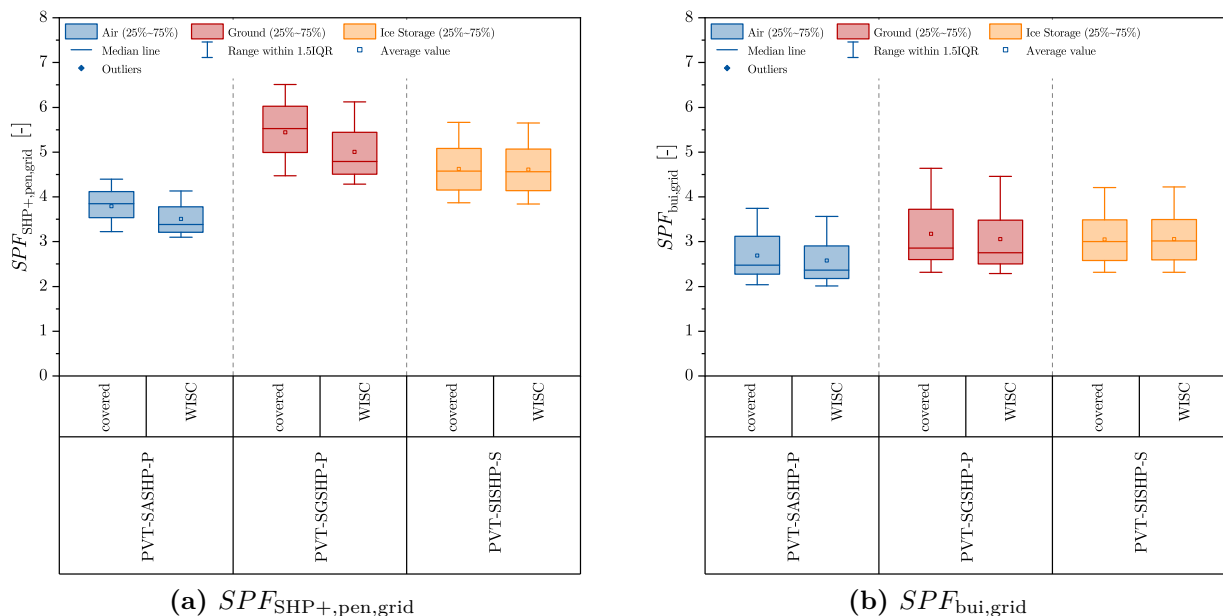 8
7
6
5
4
3
2
1
0
SPF_SHP+,pen,grid [-]
Air (25%~75%) Ground (25%~75%) Ice Storage (25%~75%)
Median line Range within 1.5IQR Average value
Outliers
covered WISC covered WISC covered WISC
PVT-SASHP-P PVT-SGSHP-P PVT-SISHP-S
(a) SPF_SHP+,pen,grid
8
7
6
5
4
3
2
1
0
SPF_bui,grid [-]
Air (25%~75%) Ground (25%~75%) Ice Storage (25%~75%)
Median line Range within 1.5IQR Average value
Outliers
covered WISC covered WISC covered WISC
PVT-SASHP-P PVT-SGSHP-P PVT-SISHP-S
(b) SPF_bui,grid